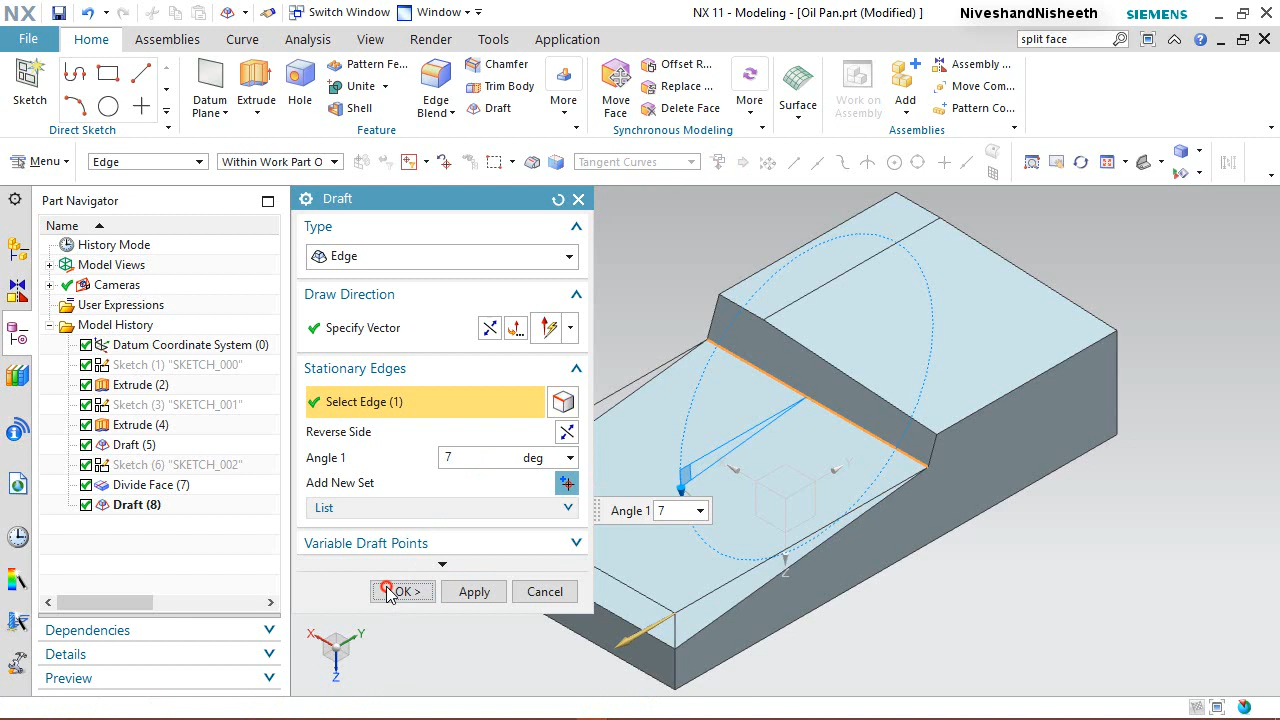 NX
Switch Window
Window
NX 11 - Modeling - [Oil Pan.prt (Modified) ]
NiveshandNisheeth
SIEMENS
File
Home
Assemblies
Curve
Analysis
View
Render
Tools
Application
split face
Sketch
Direct Sketch
Datum
Plane
Extrude
Hole
Pattern Fe...
Unite
Shell
Edge
Blend
Chamfer
Trim Body
Draft
More
Feature
Move
Face
Offset R...
Replace ...
Delete Face
More
Synchronous Modeling
Surface
Work on
Assembly
Add
Assembly ...
Move Com...
Pattern Co...
Assemblies
Menu
Edge
Within Work Part O
Tangent Curves
Part Navigator
Name
History Mode
Model Views
Cameras
User Expressions
Model History
Datum Coordinate System (0)
Sketch (1) "SKETCH_000"
Extrude (2)
Sketch (3) "SKETCH_001"
Extrude (4)
Draft (5)
Sketch (6) "SKETCH_002"
Divide Face (7)
Draft (8)
Dependencies
Details
Preview
Draft
Type
Edge
Draw Direction
Specify Vector
Stationary Edges
Select Edge (1)
Reverse Side
Angle 1
7
deg
Add New Set
List
Variable Draft Points
OK >
Apply
Cancel
Angle 1
7
Y
Z
X
Y
Z